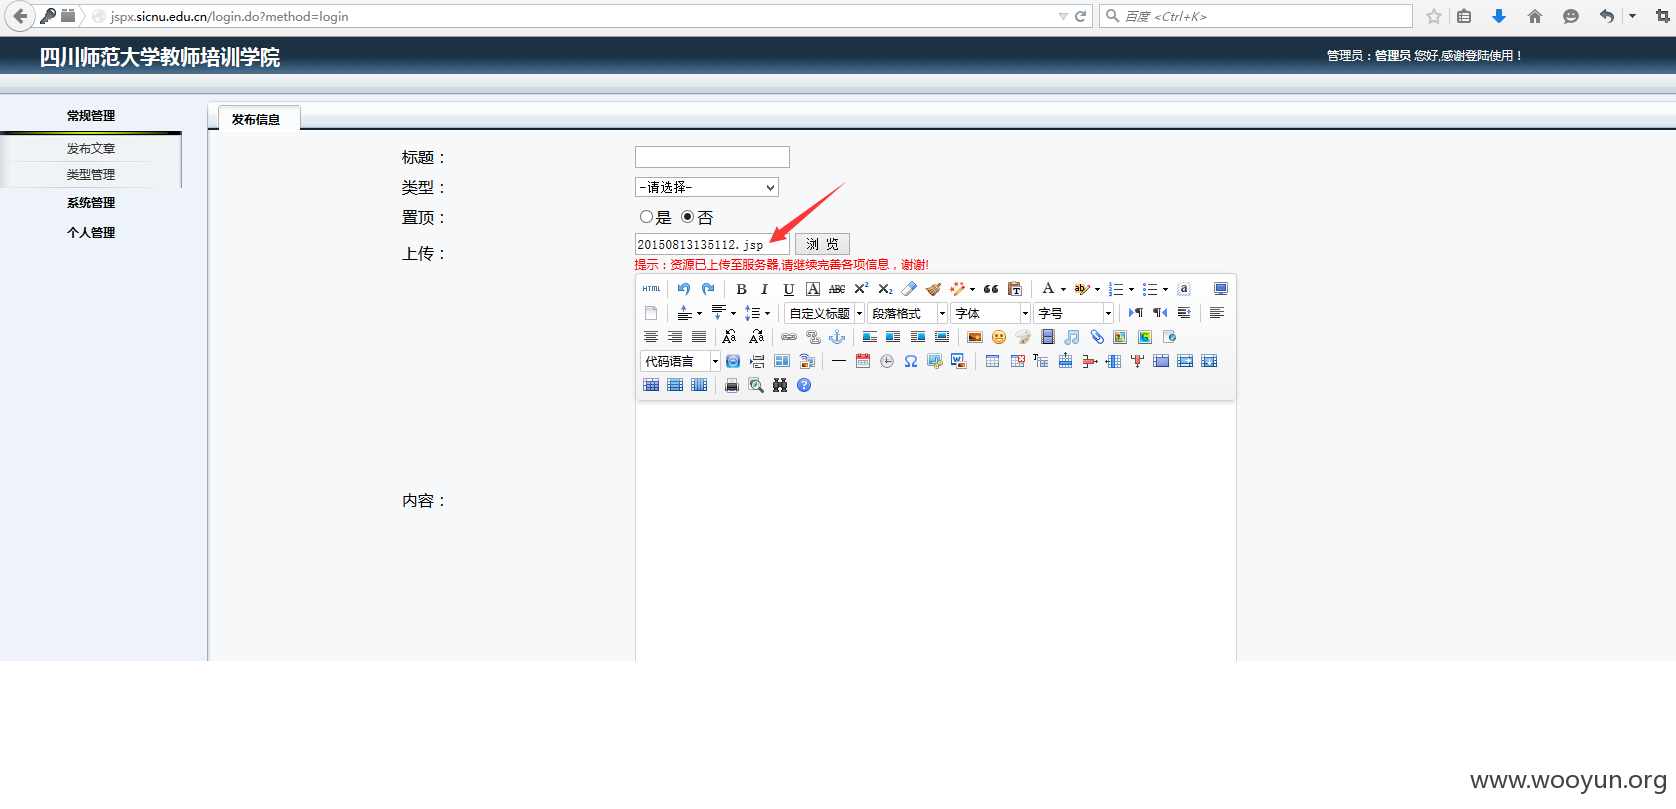 jspx.sicnu.edu.cn/login.do?method=login
百度 <Ctrl+K>
四川师范大学教师培训学院
管理员：管理员 您好,感谢登陆使用！
常规管理
发布文章
类型管理
系统管理
个人管理
发布信息
标题：
类型：
-请选择-
置顶：
是 否
上传：
20150813135112.jsp
浏 览
提示：资源已上传至服务器,请继续完善各项信息，谢谢!
HTML
自定义标题
段落格式
字体
字号
代码语言
内容：
www.wooyun.org